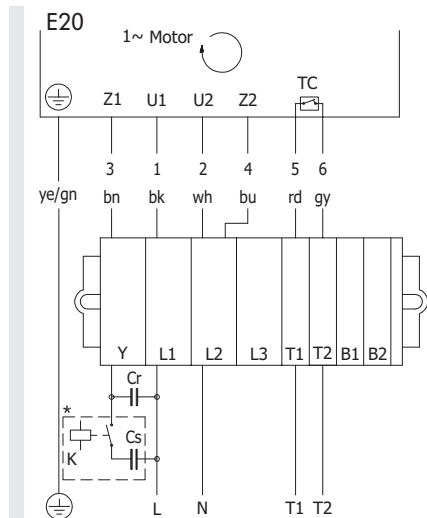 E20
1~ Motor
TC
Z1 U1 U2 Z2
3 1 2 4 5 6
ye/gn bn bk wh bu rd gy
Y L1 L2 L3 T1 T2 B1 B2
Cr
*
K Cs
L N T1 T2